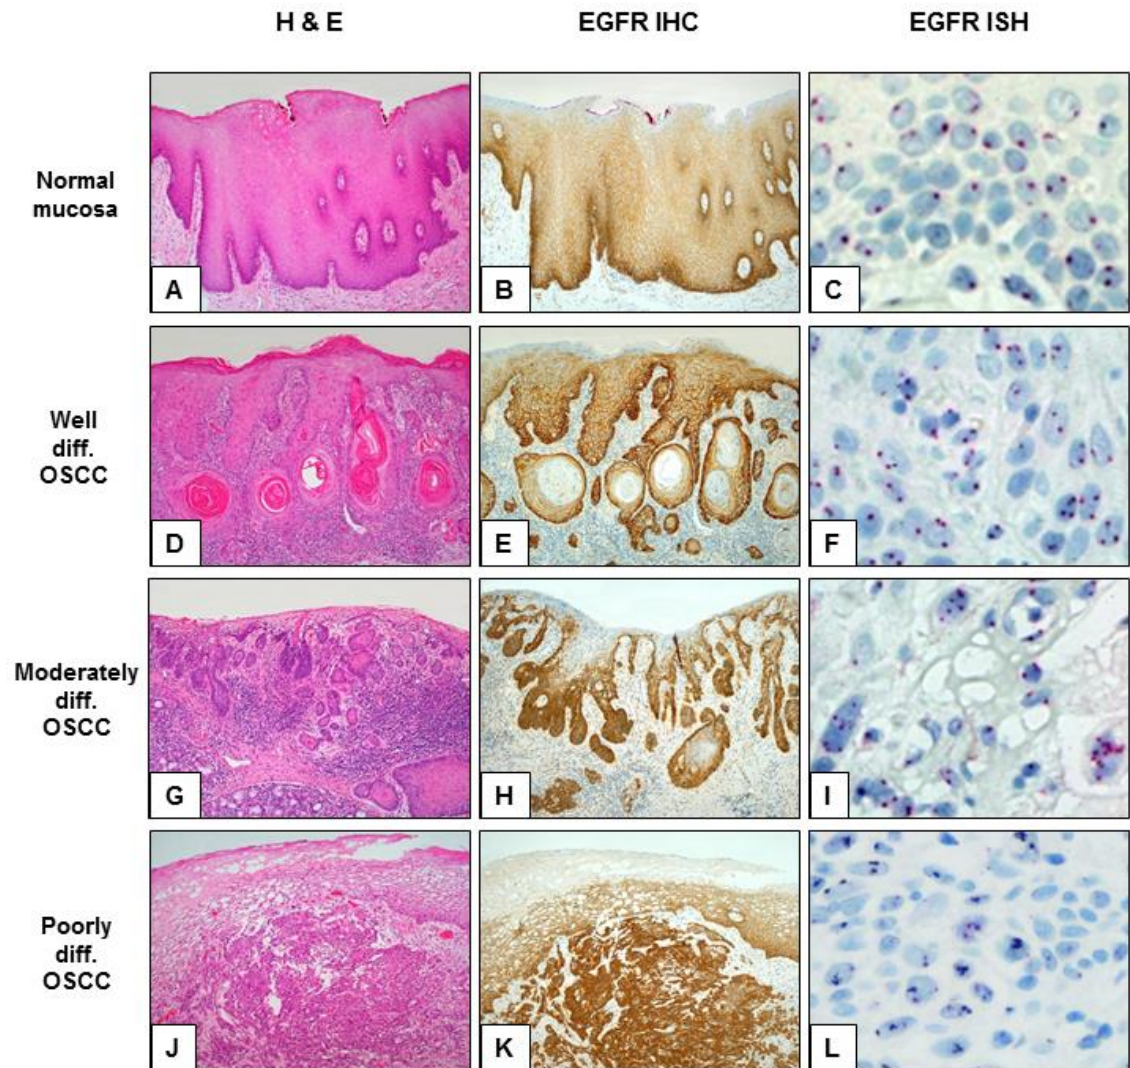 H & E
EGFR IHC
EGFR ISH
Normal
mucosa
A
B
C
Well
diff.
OSCC
D
E
F
Moderately
diff.
OSCC
G
H
I
Poorly
diff.
OSCC
J
K
L